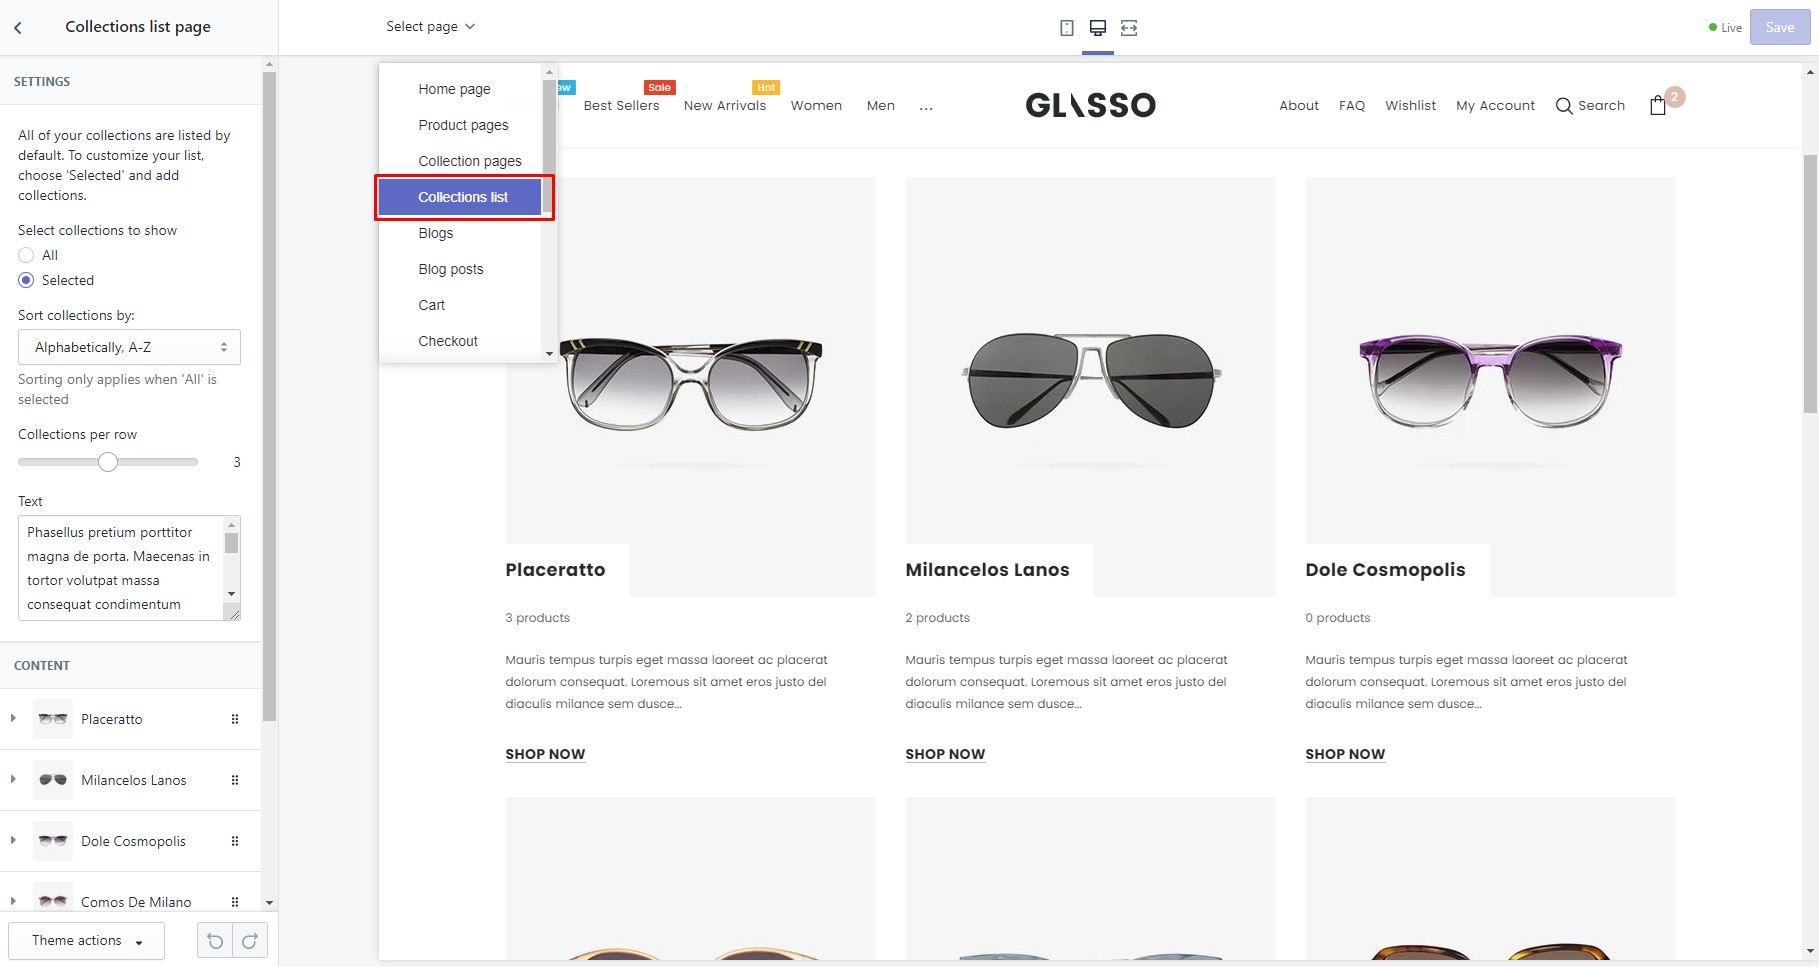 Collections list page
Select page
Live
Save
SETTINGS
All of your collections are listed by
default. To customize your list,
choose 'Selected' and add
collections.
Select collections to show
All
Selected
Sort collections by:
Alphabetically, A-Z
Sorting only applies when 'All' is
selected
Collections per row
3
Text
Phasellus pretium porttitor
magna de porta. Maecenas in
tortor volutpat massa
consequat condimentum
CONTENT
Placeratto
Milancelos Lanos
Dole Cosmopolis
Comos De Milano
Theme actions
Home page
Product pages
Collection pages
Collections list
Blogs
Blog posts
Cart
Checkout
Sale
Hot
Best Sellers
New Arrivals
Women
Men
...
GLASSO
About
FAQ
Wishlist
My Account
Search
2
Placeratto
3 products
Mauris tempus turpis eget massa laoreet ac placerat
dolorum consequat. Loremous sit amet eros justo del
diaculis milance sem dusce...
SHOP NOW
Milancelos Lanos
2 products
Mauris tempus turpis eget massa laoreet ac placerat
dolorum consequat. Loremous sit amet eros justo del
diaculis milance sem dusce...
SHOP NOW
Dole Cosmopolis
0 products
Mauris tempus turpis eget massa laoreet ac placerat
dolorum consequat. Loremous sit amet eros justo del
diaculis milance sem dusce...
SHOP NOW